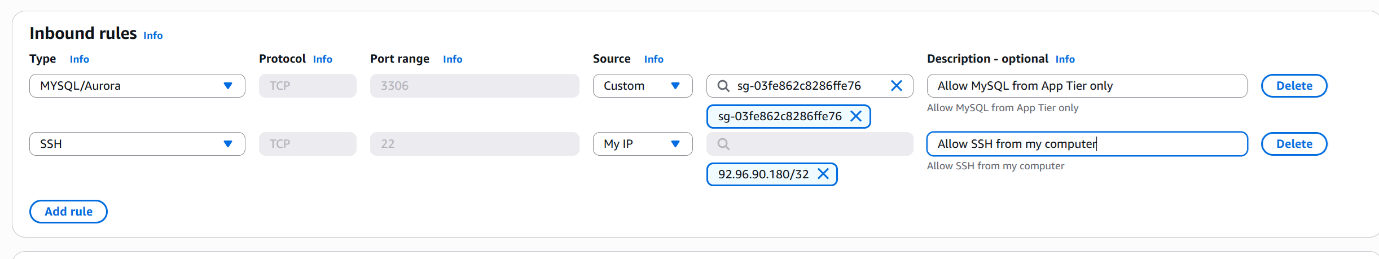 Inbound rules Info
Type Info Protocol Info Port range Info Source Info Description - optional Info
MYSQL/Aurora TCP 3306 Custom sg-03fe862c8286ffe76 Allow MySQL from App Tier only Delete
sg-03fe862c8286ffe76 Allow MySQL from App Tier only
SSH TCP 22 My IP Allow SSH from my computer Delete
92.96.90.180/32 Allow SSH from my computer
Add rule